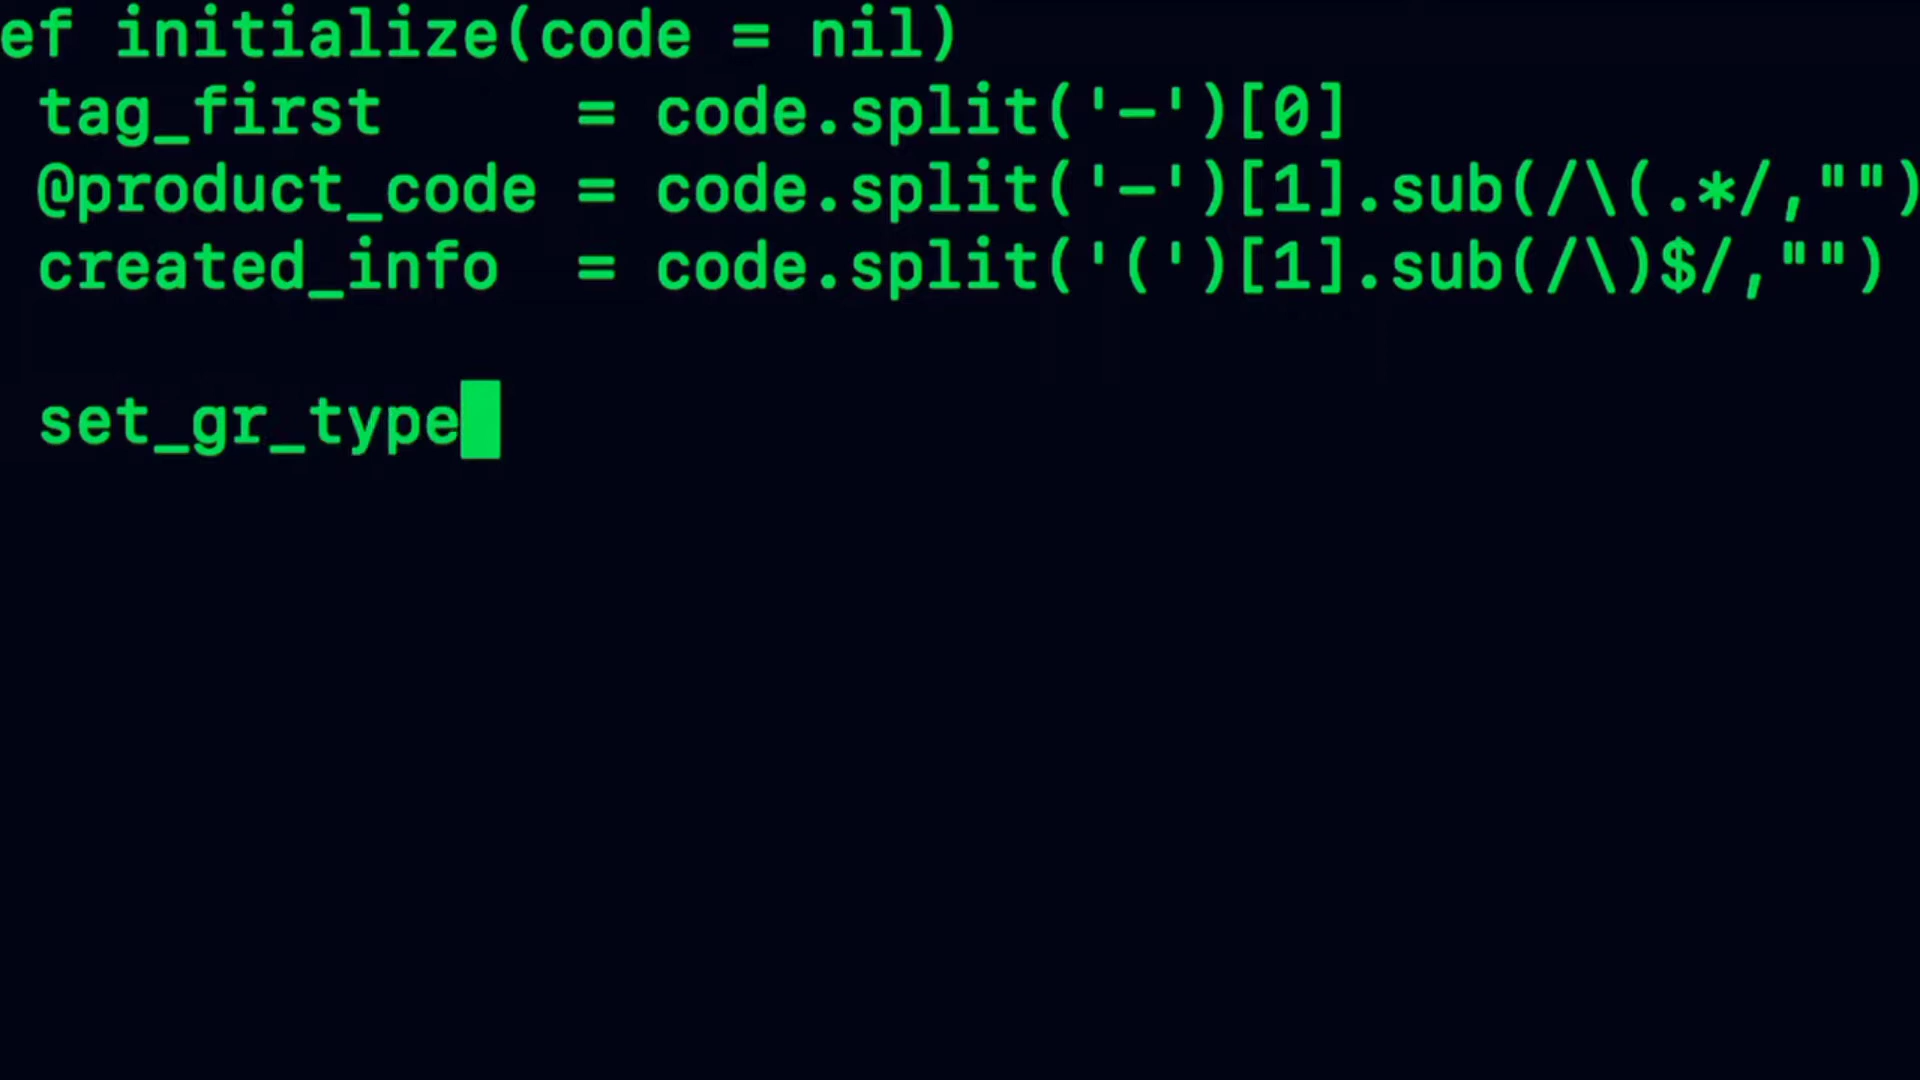 ef initialize(code = nil)
tag_first = code.split('-')[0]
@product_code = code.split('-')[1].sub(/\(.*/,"")
created_info = code.split('(')[1].sub(/\)$/,"")
set_gr_type